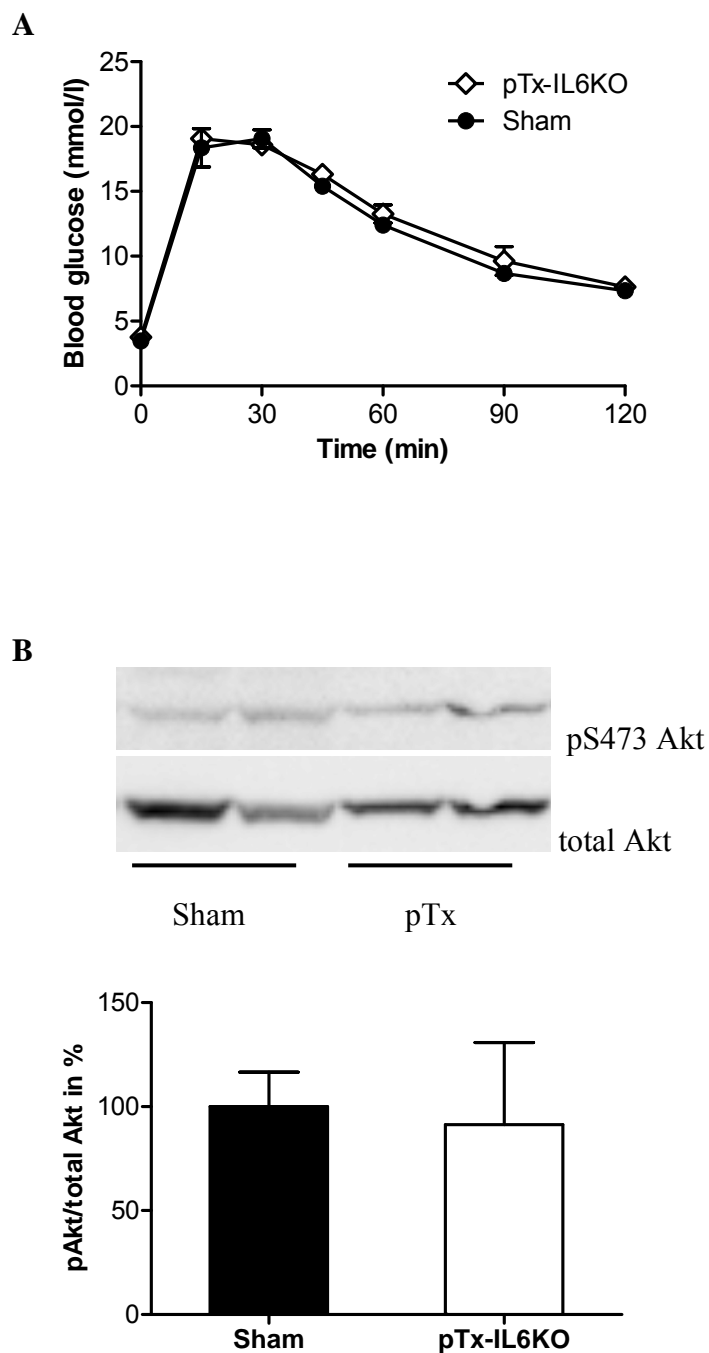 A
25
20
15
10
5
0
Blood glucose (mmol/l)
pTx-IL6KO
Sham
0 30 60 90 120
Time (min)
B
pS473 Akt
total Akt
Sham pTx
150
100
50
0
pAkt/total Akt in %
Sham pTx-IL6KO